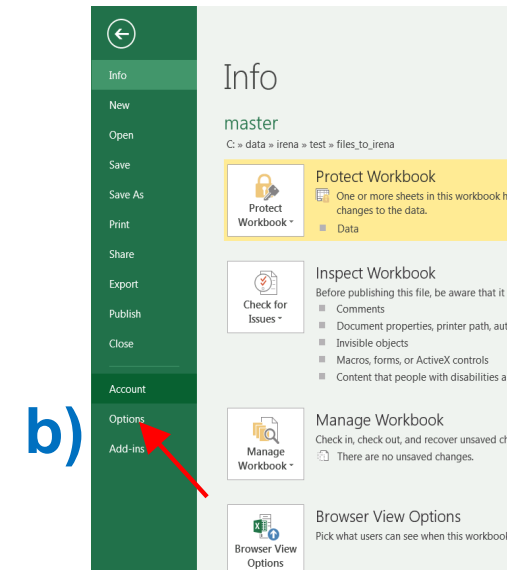 Info
New
Open
Save
Save As
Print
Share
Export
Publish
Close
Account
Options
Add-ins
b)
Info
master
C: » data » irena » test » files_to_irena
Protect
Workbook
Protect Workbook
One or more sheets in this workbook h
changes to the data.
Data
Check for
Issues
Inspect Workbook
Before publishing this file, be aware that it
Comments
Document properties, printer path, aut
Invisible objects
Macros, forms, or ActiveX controls
Content that people with disabilities a
Manage
Workbook
Manage Workbook
Check in, check out, and recover unsaved ch
There are no unsaved changes.
Browser View
Options
Browser View Options
Pick what users can see when this workbook